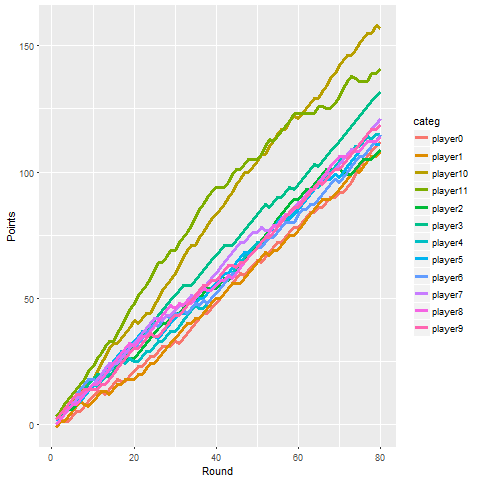 150
100
50
0
Points
0
20
40
60
80
Round
categ
player0
player1
player10
player11
player2
player3
player4
player5
player6
player7
player8
player9